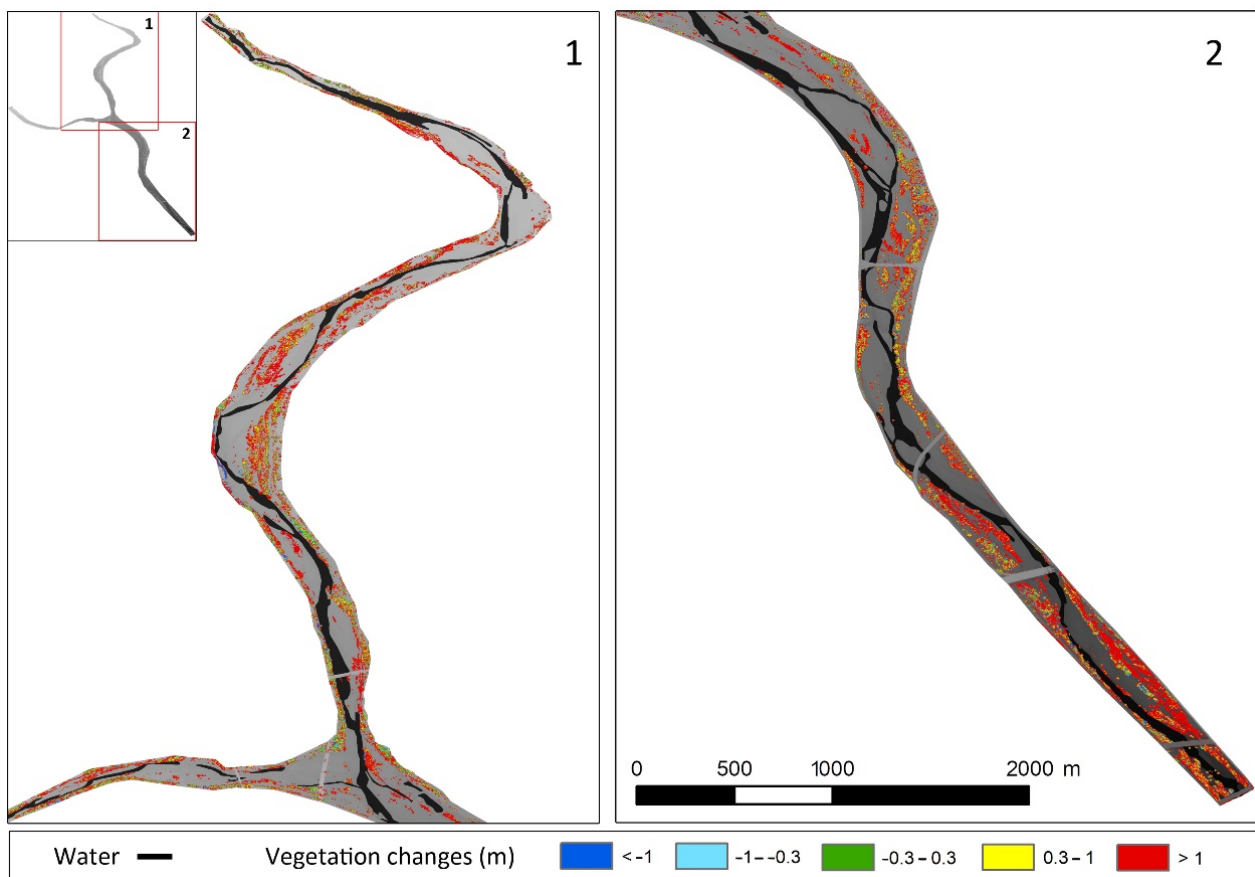 1
2
1
2
0 500 1000 2000 m
Water Vegetation changes (m) < -1 -1 – -0.3 -0.3 – 0.3 0.3 – 1 > 1